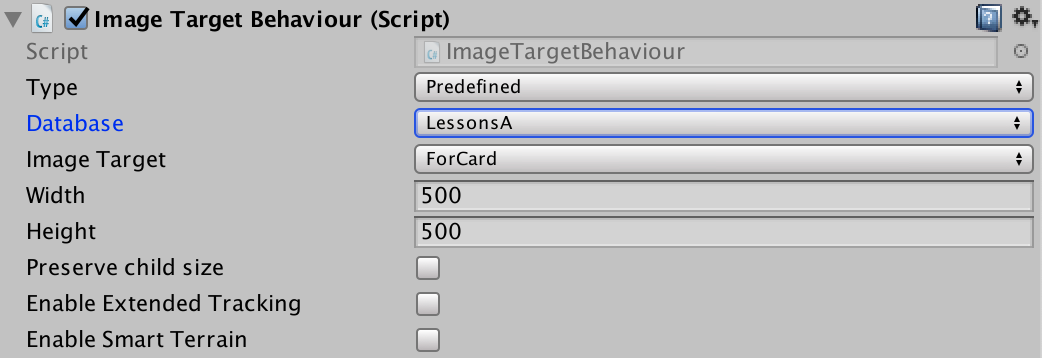 C# Image Target Behaviour (Script) ?
Script C# ImageTargetBehaviour
Type Predefined
Database LessonsA
Image Target ForCard
Width 500
Height 500
Preserve child size
Enable Extended Tracking
Enable Smart Terrain